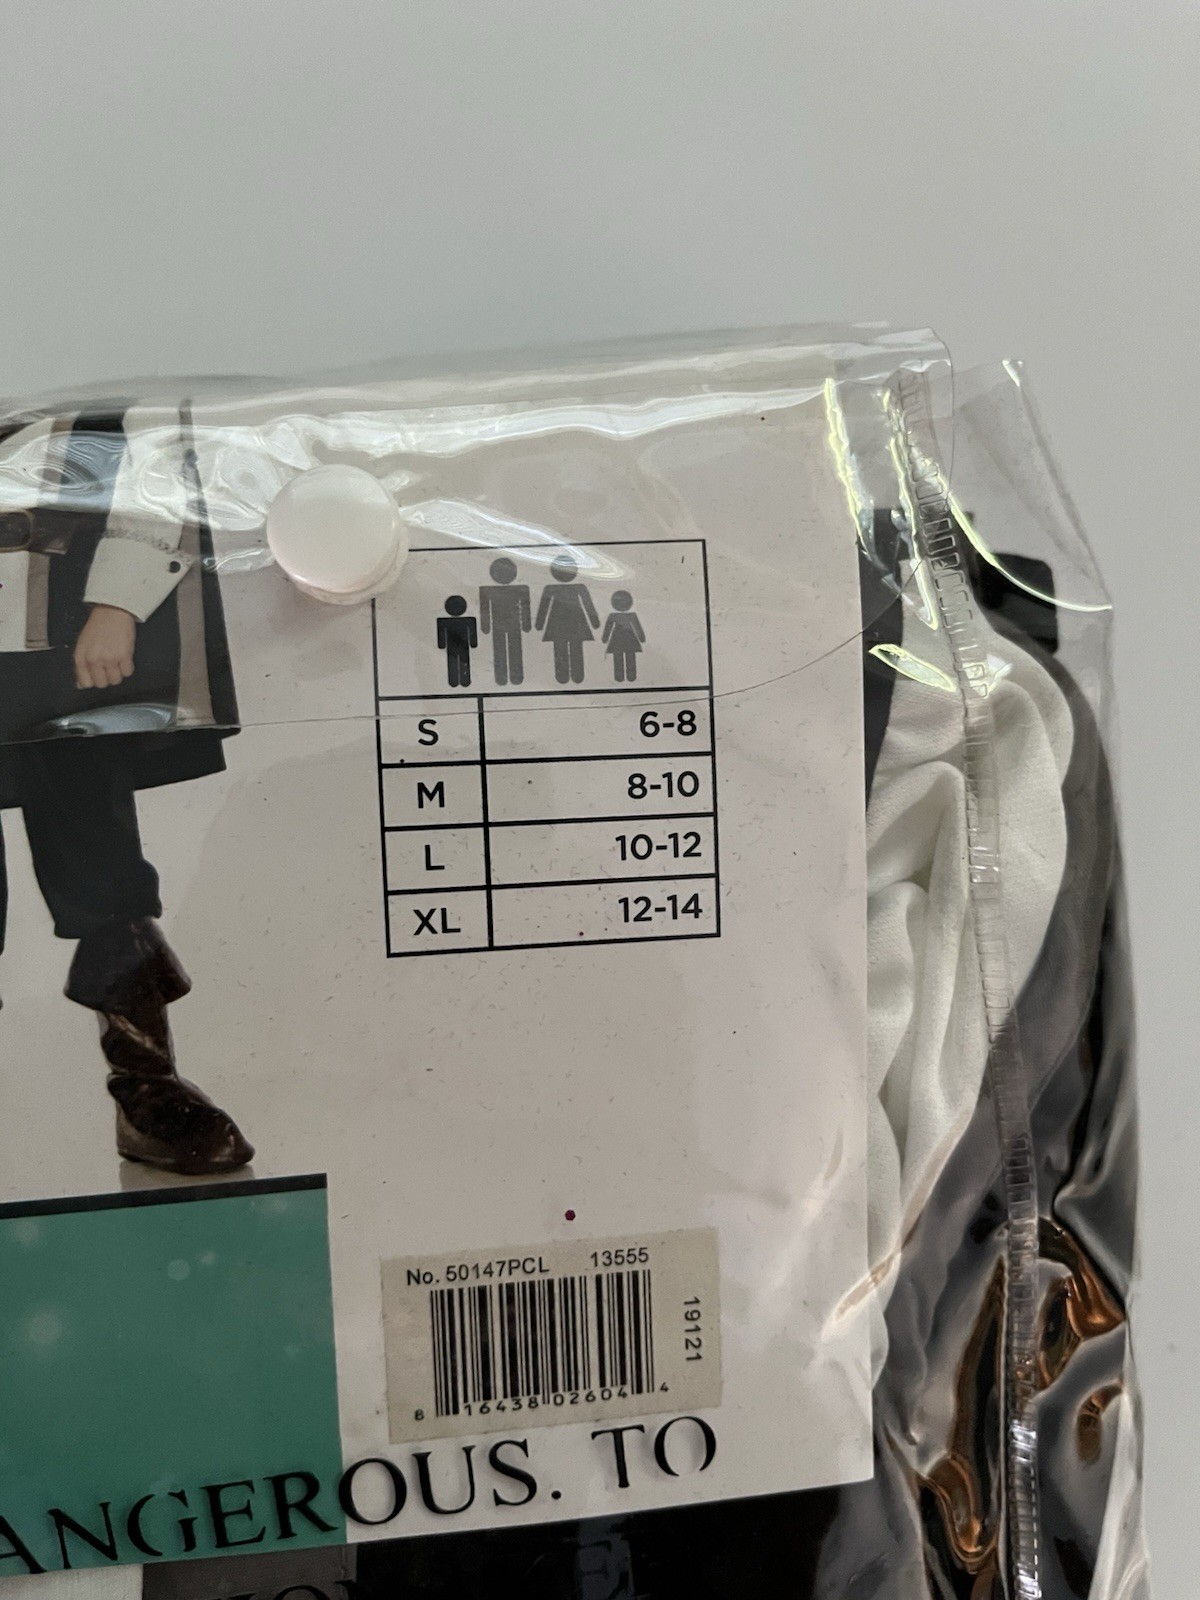 S 6-8
M 8-10
L 10-12
XL 12-14
No. 50147PCL 13555
19121
8 16438 02604 4
ANGEROUS. TO